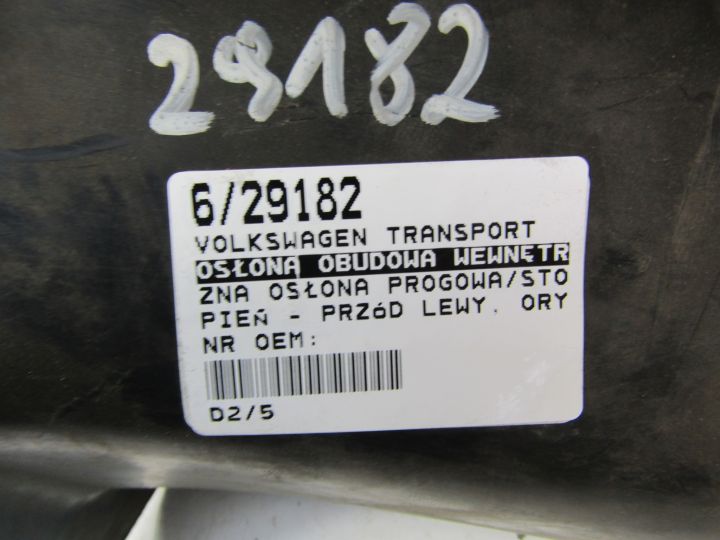 29182
6/29182
VOLKSWAGEN TRANSPORT
OSŁONA OBUDOWA WEWNĘTR
ZNA OSŁONA PROGOWA/STO
PIEŃ - PRZÓD LEWY. ORY
NR OEM:
D2/5